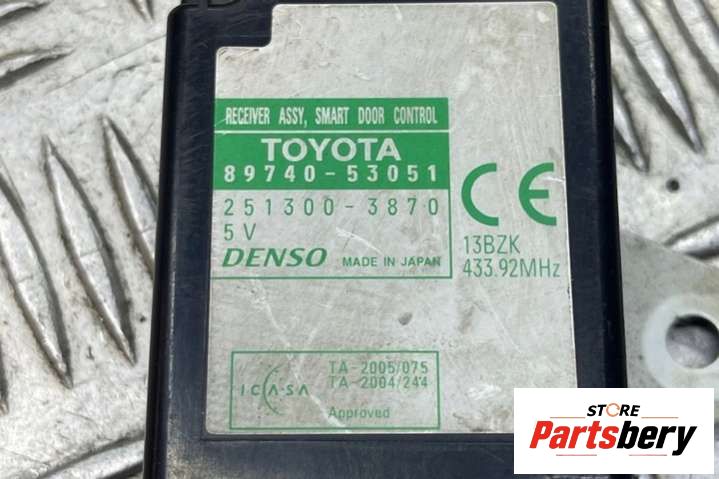 RECEIVER ASSY, SMART DOOR CONTROL
TOYOTA
89740-53051
251300-3870
5V
DENSO MADE IN JAPAN
CE
13BZK
433.92MHz
ICASA
TA-2005/075
TA-2004/244
Approved
STORE
Partsbery